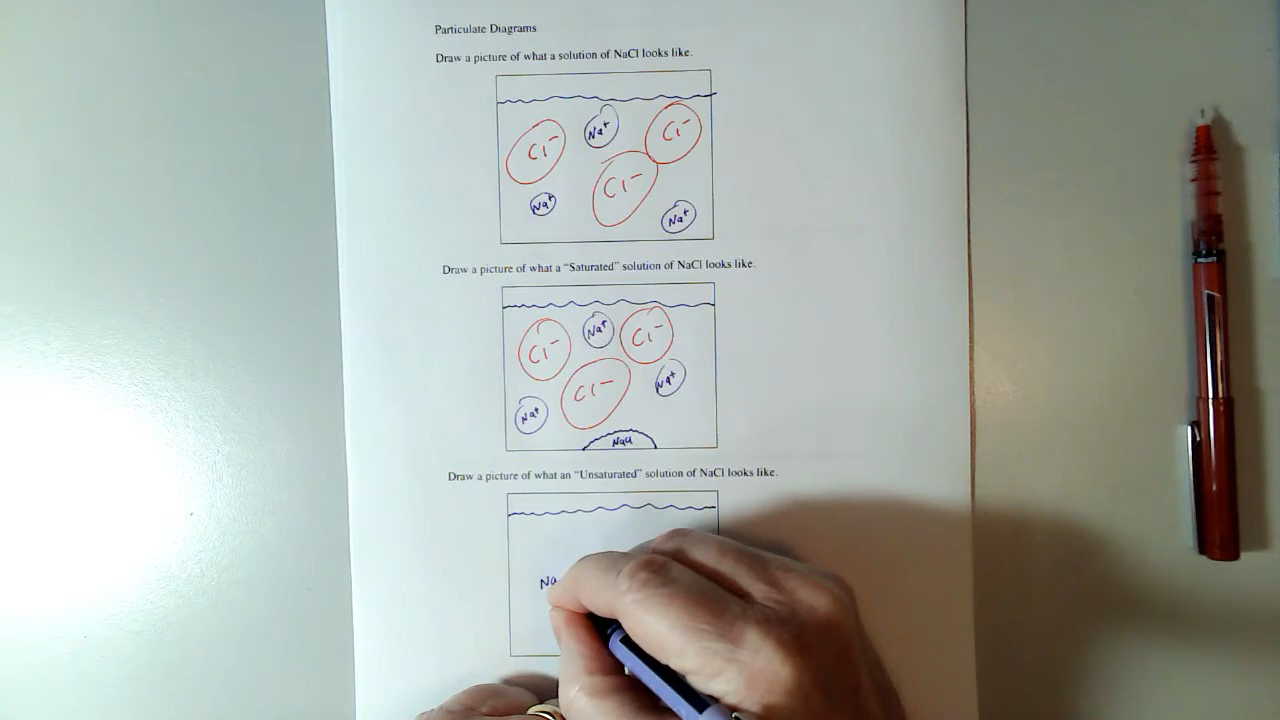 Particulate Diagrams
Draw a picture of what a solution of NaCl looks like.
Cl⁻ Na⁺ Cl⁻
Cl⁻
Na⁺ Na⁺
Draw a picture of what a “Saturated” solution of NaCl looks like.
Cl⁻ Na⁺ Cl⁻
Cl⁻ Na⁺
Na⁺
NaCl
Draw a picture of what an “Unsaturated” solution of NaCl looks like.
Na